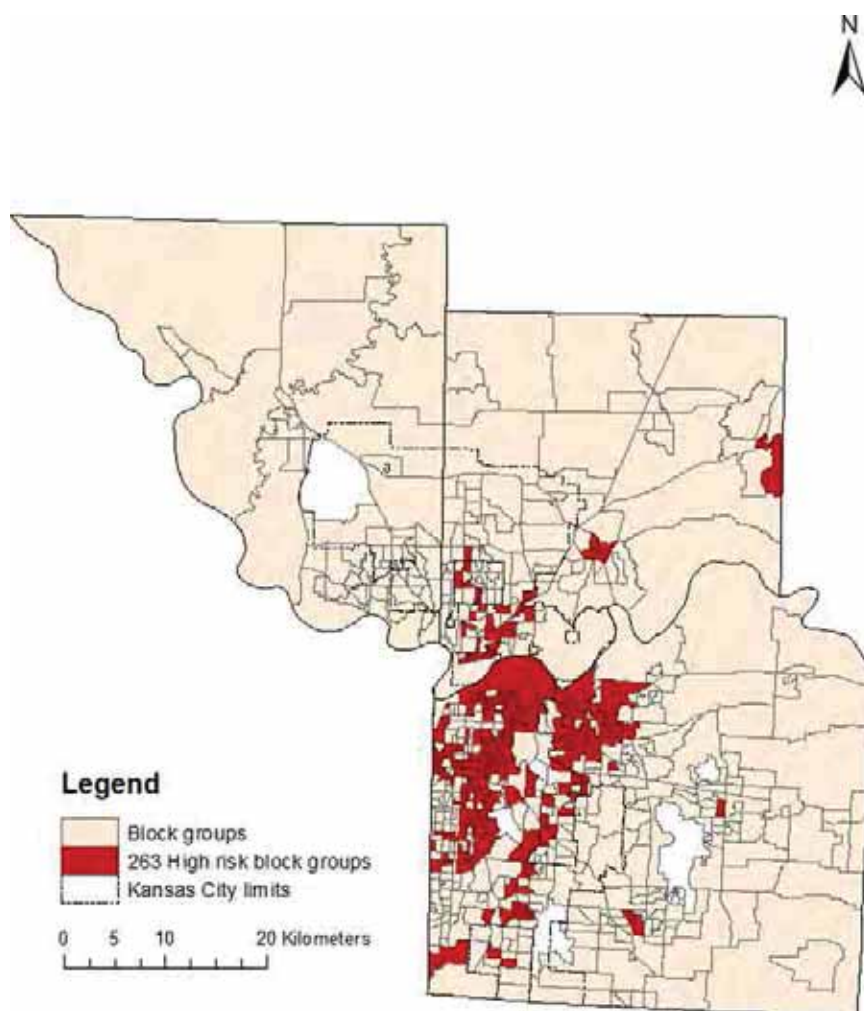 N
Legend
Block groups
263 High risk block groups
Kansas City limits
0 5 10 20 Kilometers